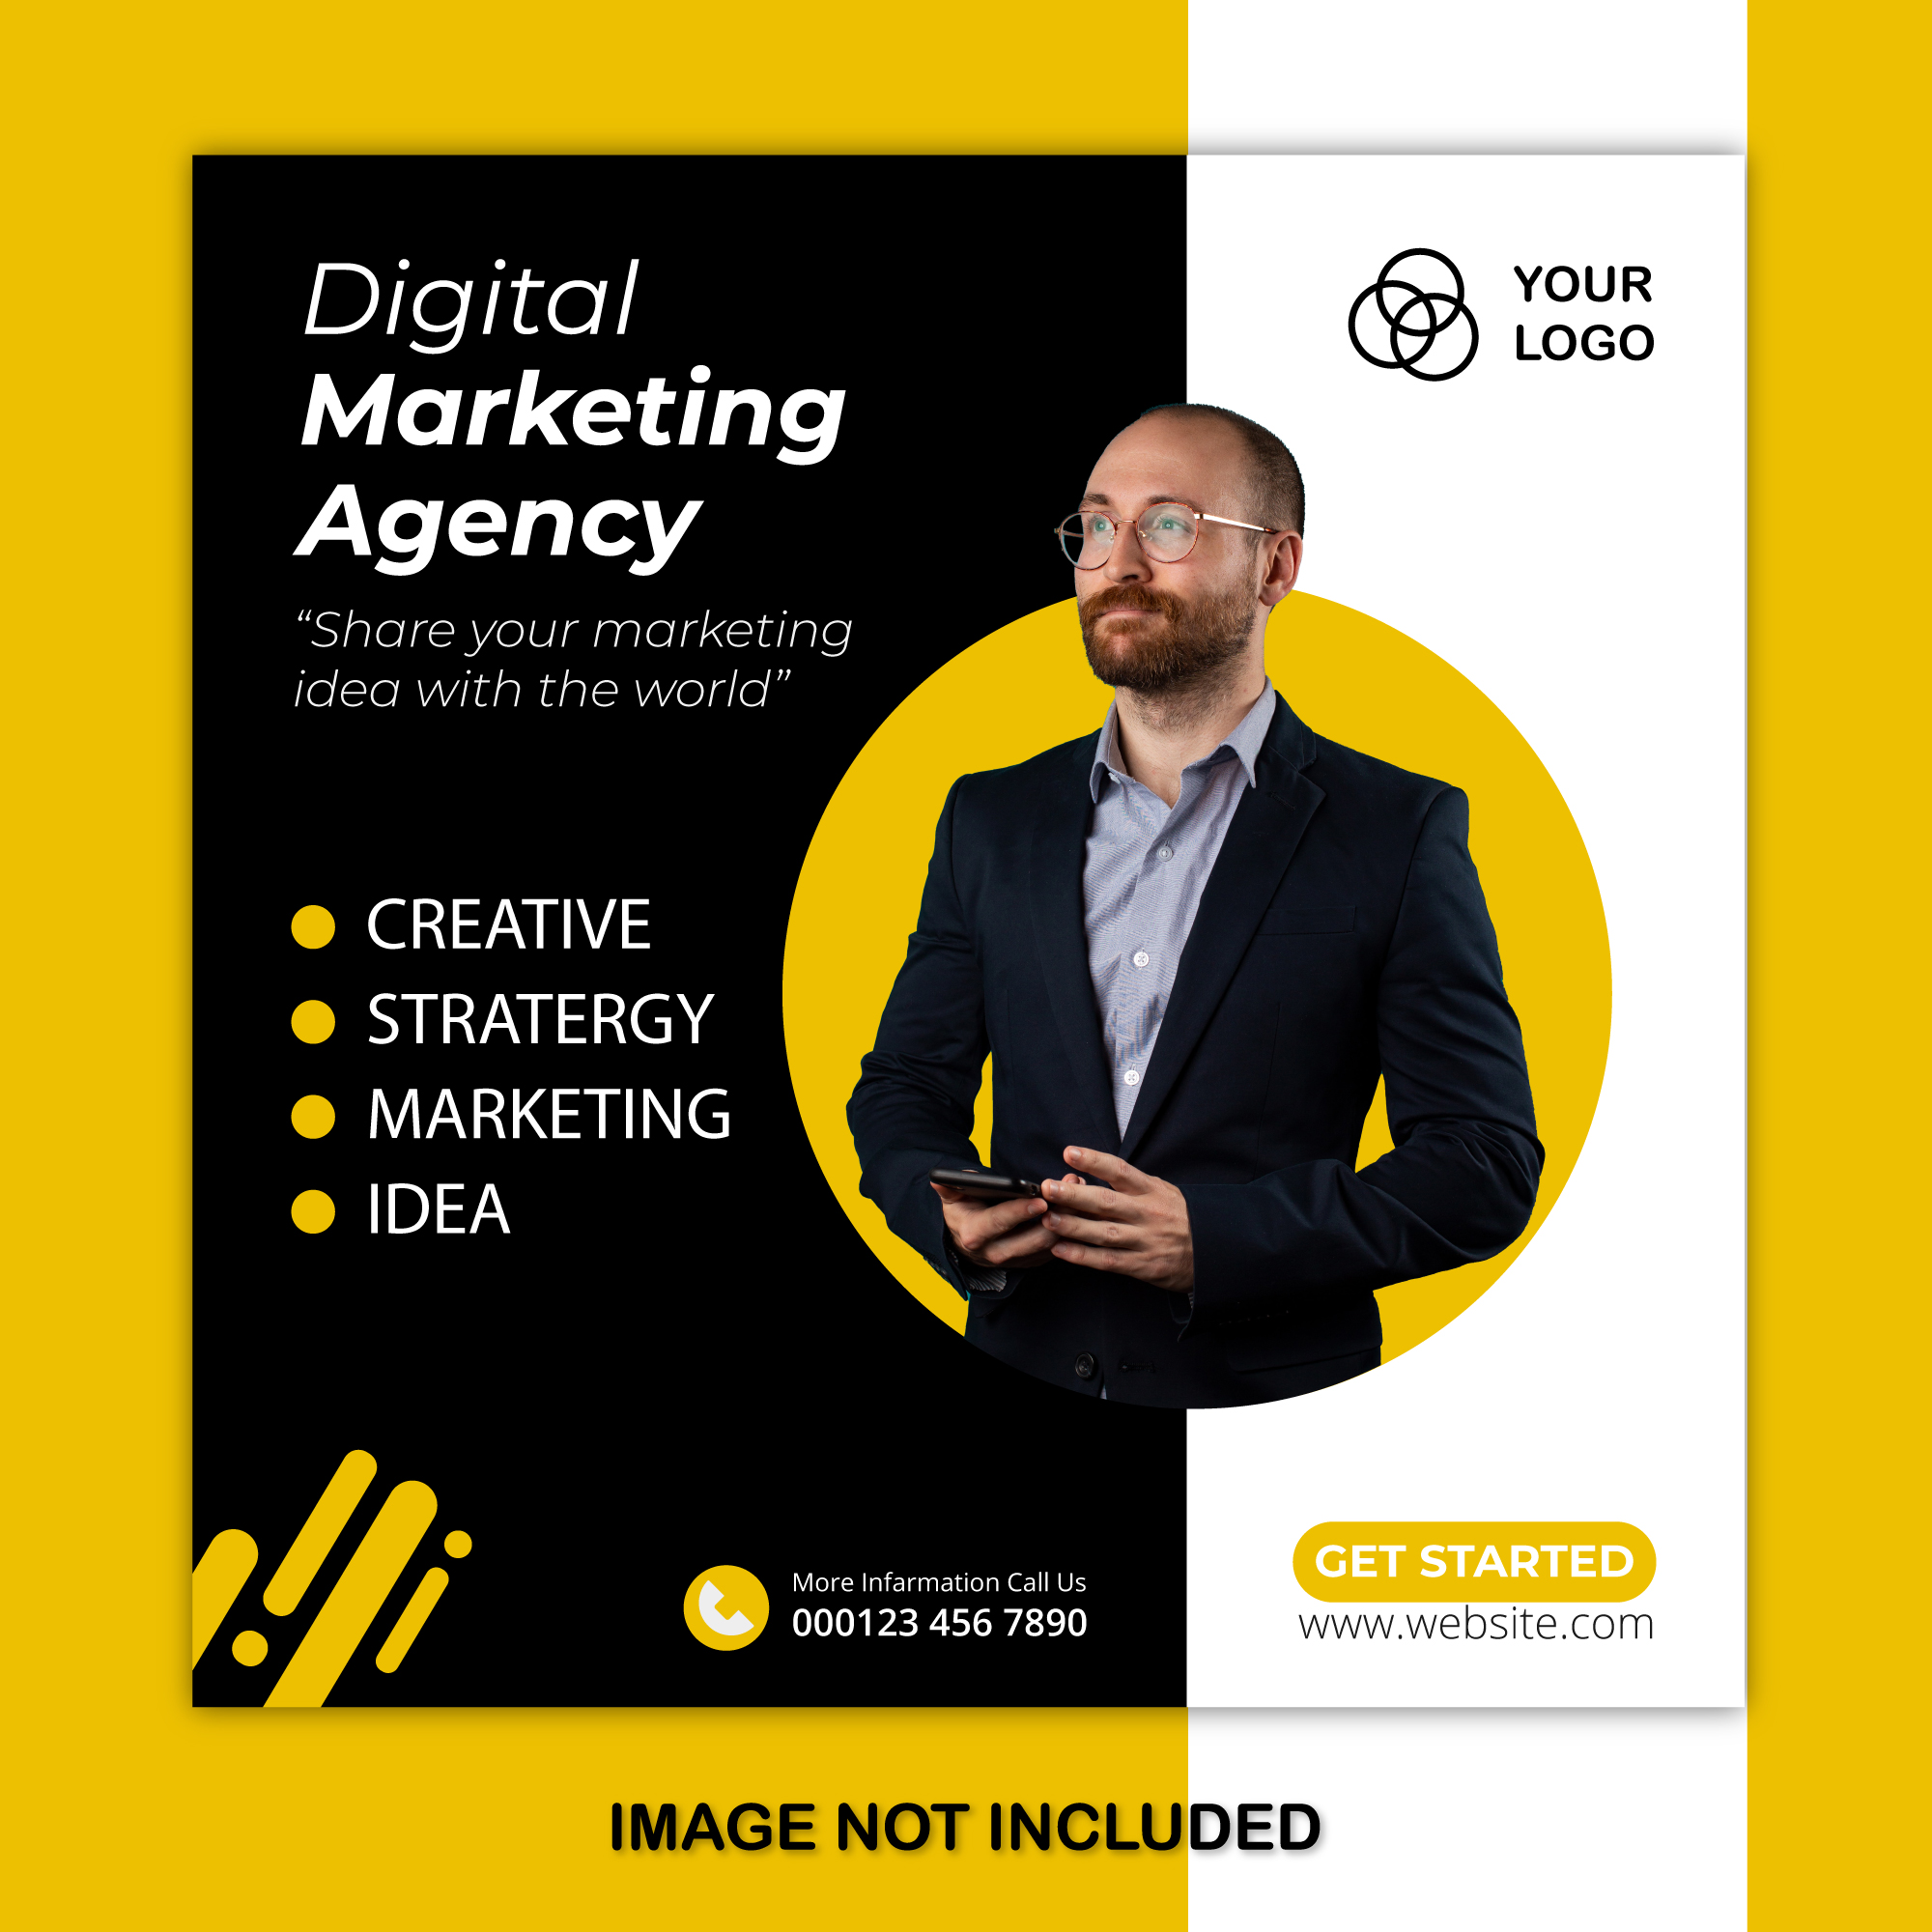 Digital
Marketing
Agency
“Share your marketing
idea with the world”
YOUR
LOGO
CREATIVE
STRATERGY
MARKETING
IDEA
More Infarmation Call Us
000123 456 7890
GET STARTED
www.website.com
IMAGE NOT INCLUDED